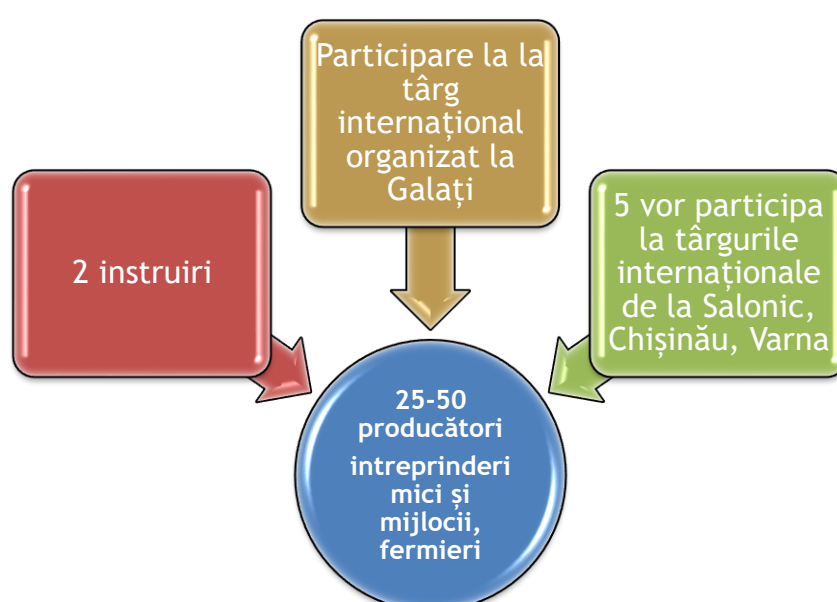 Participare la la
târg
internațional
organizat la
Galați
2 instruiri
5 vor participa
la târgurile
internaționale
de la Salonic,
Chișinău, Varna
25-50
producători
intreprinderi
mici și
mijlocii,
fermieri